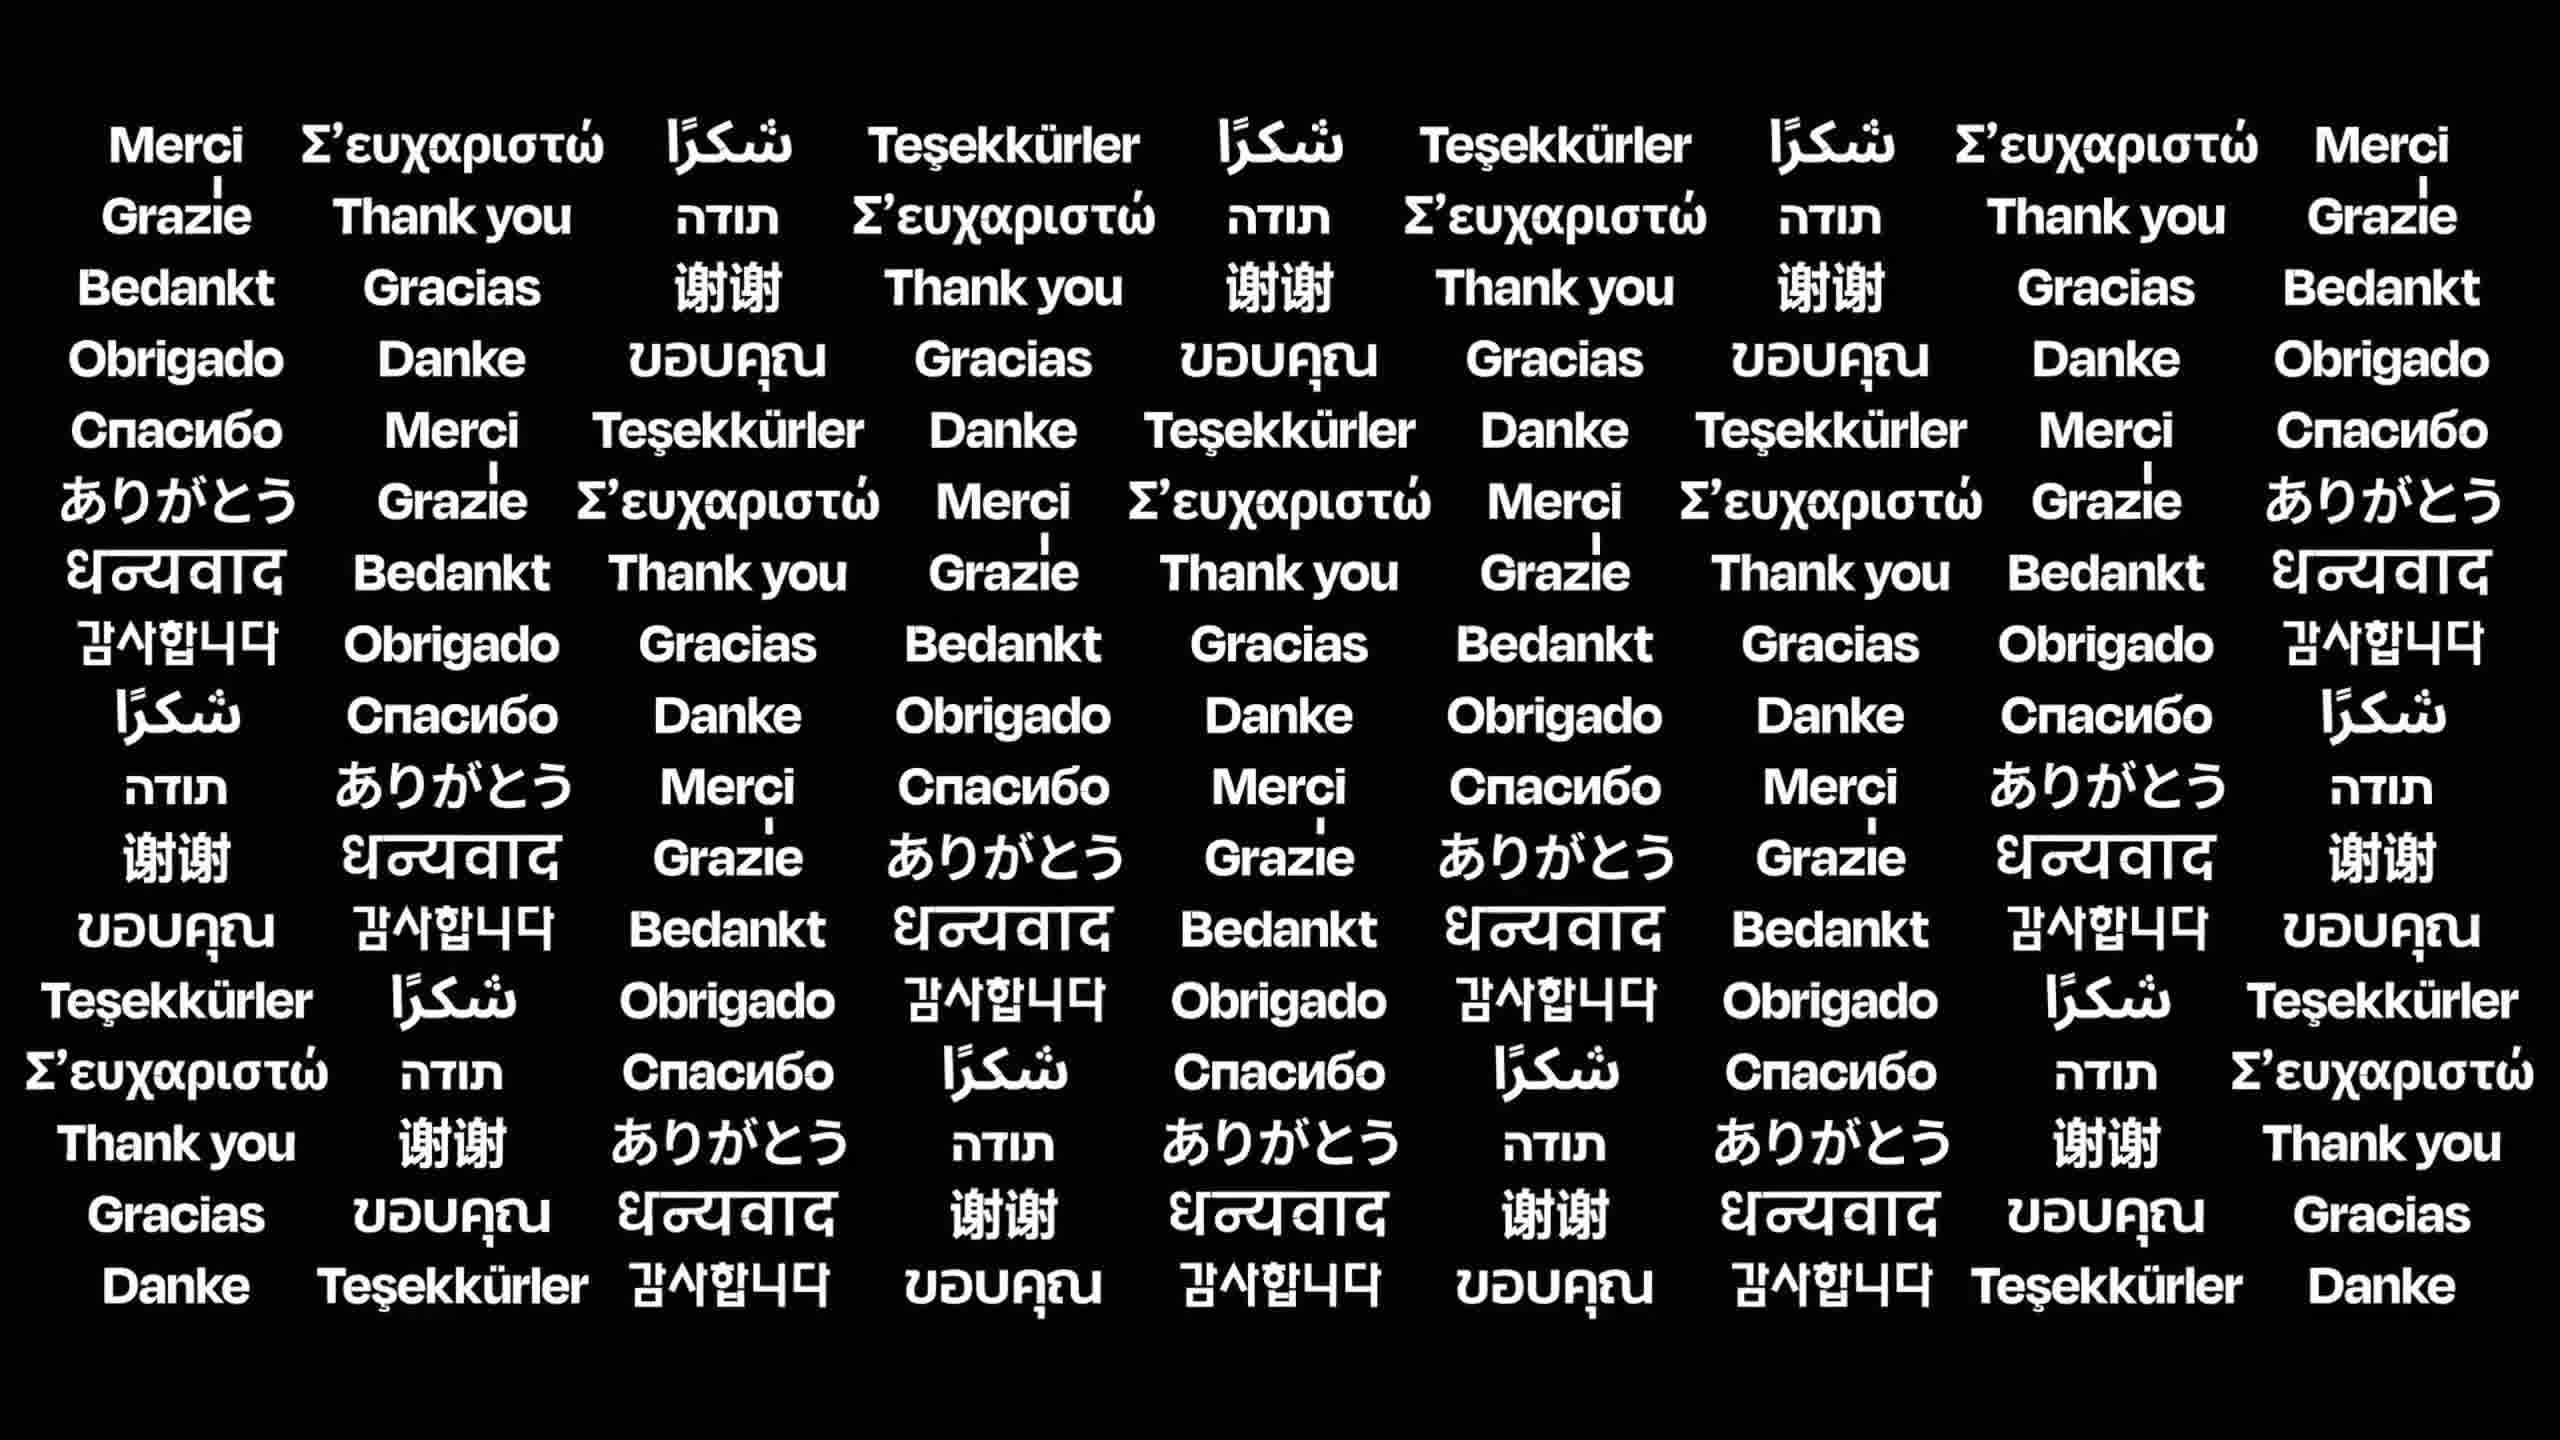 Merci Σ’ευχαριστώ شكرًا Teşekkürler شكرًا Teşekkürler شكرًا Σ’ευχαριστώ Merci
Grazie Thank you תודה Σ’ευχαριστώ תודה Σ’ευχαριστώ תודה Thank you Grazie
Bedankt Gracias 谢谢 Thank you 谢谢 Thank you 谢谢 Gracias Bedankt
Obrigado Danke ขอบคุณ Gracias ขอบคุณ Gracias ขอบคุณ Danke Obrigado
Спасибо Merci Teşekkürler Danke Teşekkürler Danke Teşekkürler Merci Спасибо
ありがとう Grazie Σ’ευχαριστώ Merci Σ’ευχαριστώ Merci Σ’ευχαριστώ Grazie ありがとう
धन्यवाद Bedankt Thank you Grazie Thank you Grazie Thank you Bedankt धन्यवाद
감사합니다 Obrigado Gracias Bedankt Gracias Bedankt Gracias Obrigado 감사합니다
شكرًا Спасибо Danke Obrigado Danke Obrigado Danke Спасибо شكرًا
תודה ありがとう Merci Спасибо Merci Спасибо Merci ありがとう תודה
谢谢 धन्यवाद Grazie ありがとう Grazie ありがとう Grazie धन्यवाद 谢谢
ขอบคุณ 감사합니다 Bedankt धन्यवाद Bedankt धन्यवाद Bedankt 감사합니다 ขอบคุณ
Teşekkürler شكرًا Obrigado 감사합니다 Obrigado 감사합니다 Obrigado شكرًا Teşekkürler
Σ’ευχαριστώ תודה Спасибо شكرًا Спасибо شكرًا Спасибо תודה Σ’ευχαριστώ
Thank you 谢谢 ありがとう תודה ありがとう תודה ありがとう 谢谢 Thank you
Gracias ขอบคุณ धन्यवाद 谢谢 धन्यवाद 谢谢 धन्यवाद ขอบคุณ Gracias
Danke Teşekkürler 감사합니다 ขอบคุณ 감사합니다 ขอบคุณ 감사합니다 Teşekkürler Danke